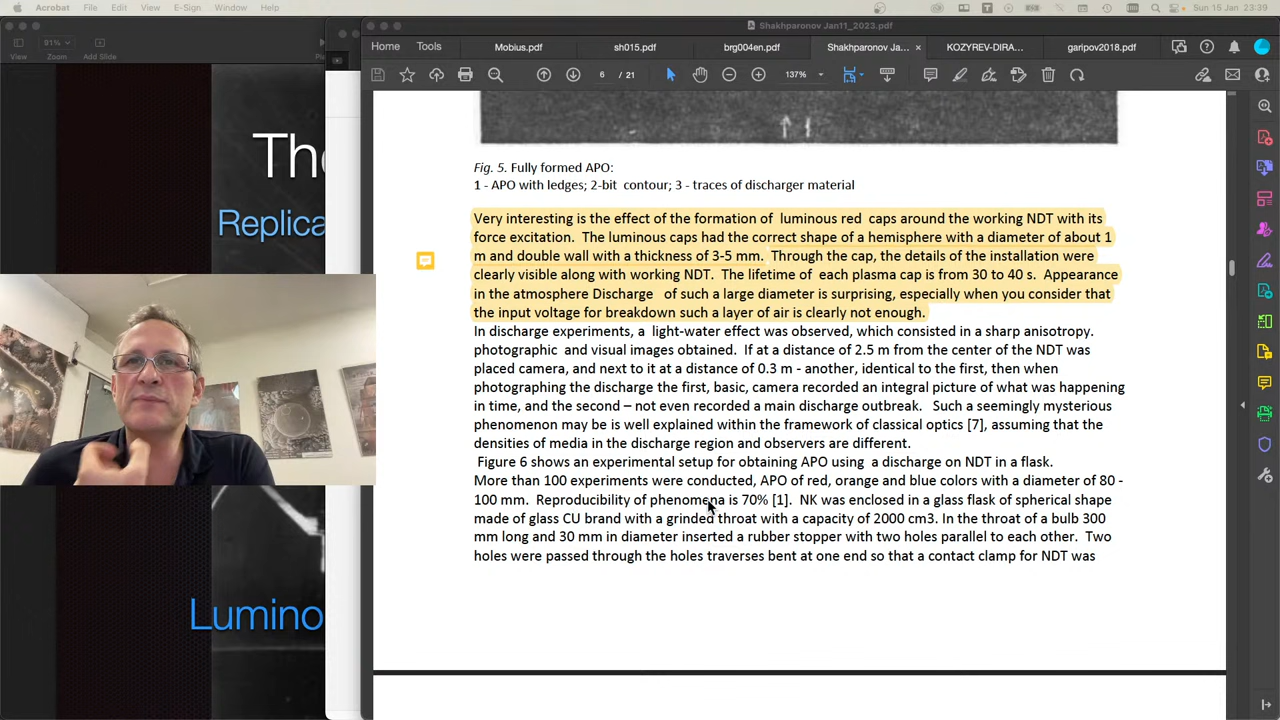 Acrobat File Edit View E-Sign Window Help
Sun 15 Jan 23:39
91%
View Zoom Add Slide
Shakhparonov Jan11_2023.pdf
Home Tools Mobius.pdf sh015.pdf brg004en.pdf Shakhparonov Ja... × KOZYREV-DIRA... garipov2018.pdf
6 / 21 137%
The
Replica
Lumino
Fig. 5. Fully formed APO:
1 - APO with ledges; 2-bit contour; 3 - traces of discharger material
Very interesting is the effect of the formation of luminous red caps around the working NDT with its
force excitation. The luminous caps had the correct shape of a hemisphere with a diameter of about 1
m and double wall with a thickness of 3-5 mm. Through the cap, the details of the installation were
clearly visible along with working NDT. The lifetime of each plasma cap is from 30 to 40 s. Appearance
in the atmosphere Discharge of such a large diameter is surprising, especially when you consider that
the input voltage for breakdown such a layer of air is clearly not enough.
In discharge experiments, a light-water effect was observed, which consisted in a sharp anisotropy.
photographic and visual images obtained. If at a distance of 2.5 m from the center of the NDT was
placed camera, and next to it at a distance of 0.3 m - another, identical to the first, then when
photographing the discharge the first, basic, camera recorded an integral picture of what was happening
in time, and the second – not even recorded a main discharge outbreak. Such a seemingly mysterious
phenomenon may be is well explained within the framework of classical optics [7], assuming that the
densities of media in the discharge region and observers are different.
Figure 6 shows an experimental setup for obtaining APO using a discharge on NDT in a flask.
More than 100 experiments were conducted, APO of red, orange and blue colors with a diameter of 80 -
100 mm. Reproducibility of phenomena is 70% [1]. NK was enclosed in a glass flask of spherical shape
made of glass CU brand with a grinded throat with a capacity of 2000 cm3. In the throat of a bulb 300
mm long and 30 mm in diameter inserted a rubber stopper with two holes parallel to each other. Two
holes were passed through the holes traverses bent at one end so that a contact clamp for NDT was